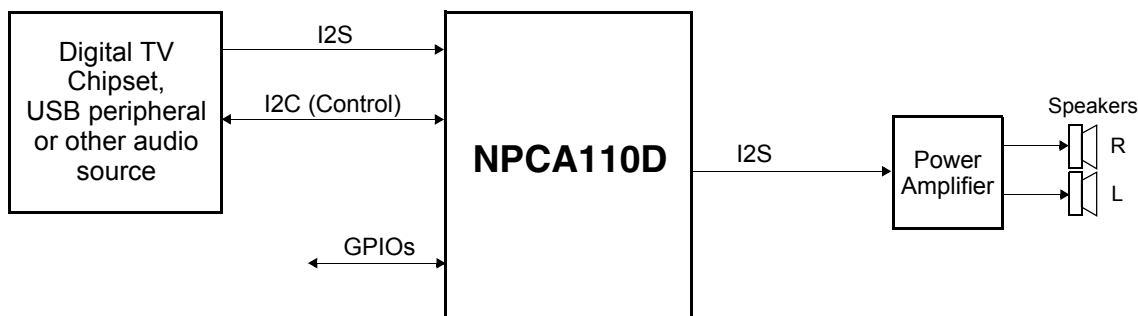 Digital TV
Chipset,
USB peripheral
or other audio
source
I2S
I2C (Control)
GPIOs
NPCA110D
I2S
Power
Amplifier
Speakers
R
L